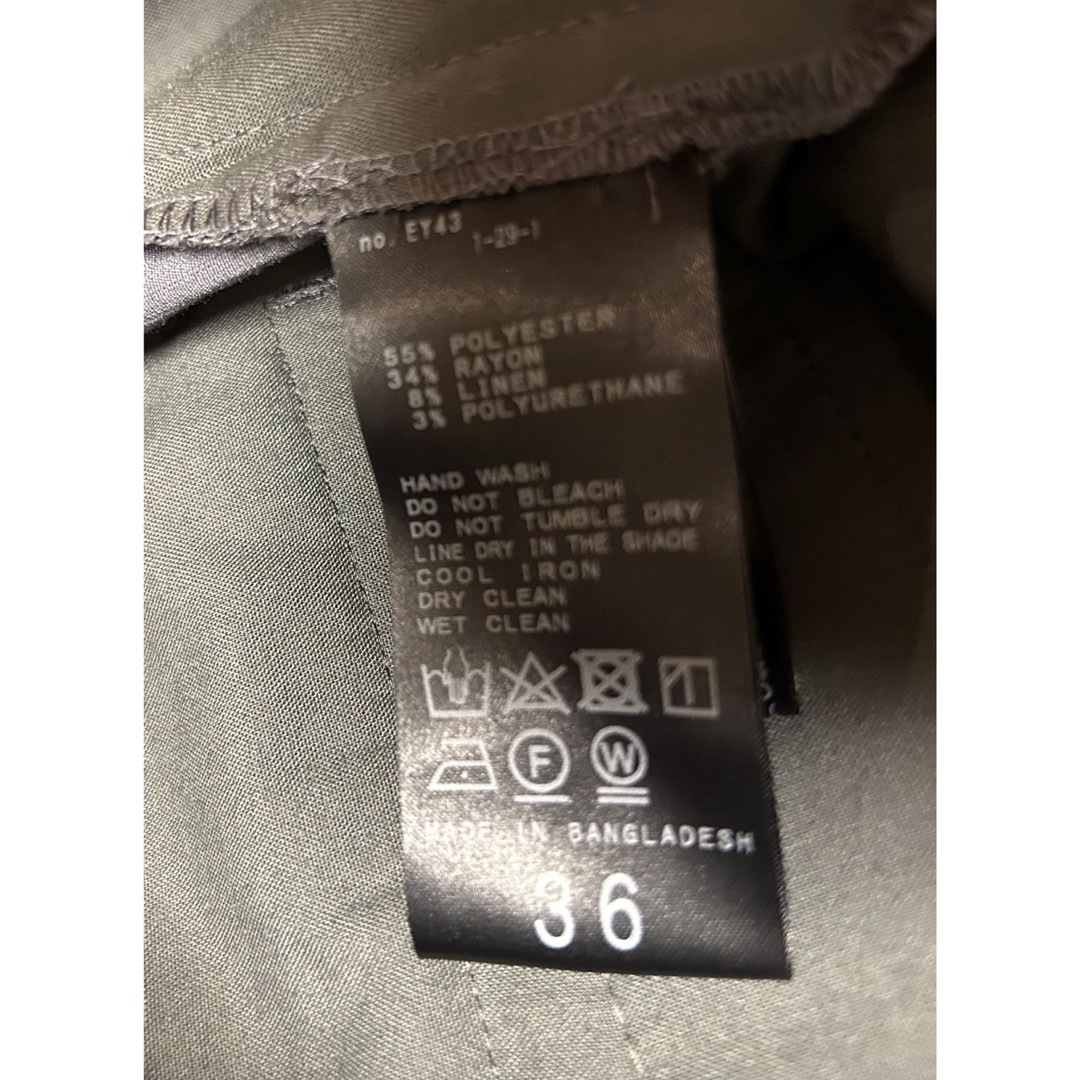 no. EY43
1-29-1
55% POLYESTER
34% RAYON
8% LINEN
3% POLYURETHANE
HAND WASH
DO NOT BLEACH
DO NOT TUMBLE DRY
LINE DRY IN THE SHADE
COOL IRON
DRY CLEAN
WET CLEAN
F W
MADE IN BANGLADESH
36